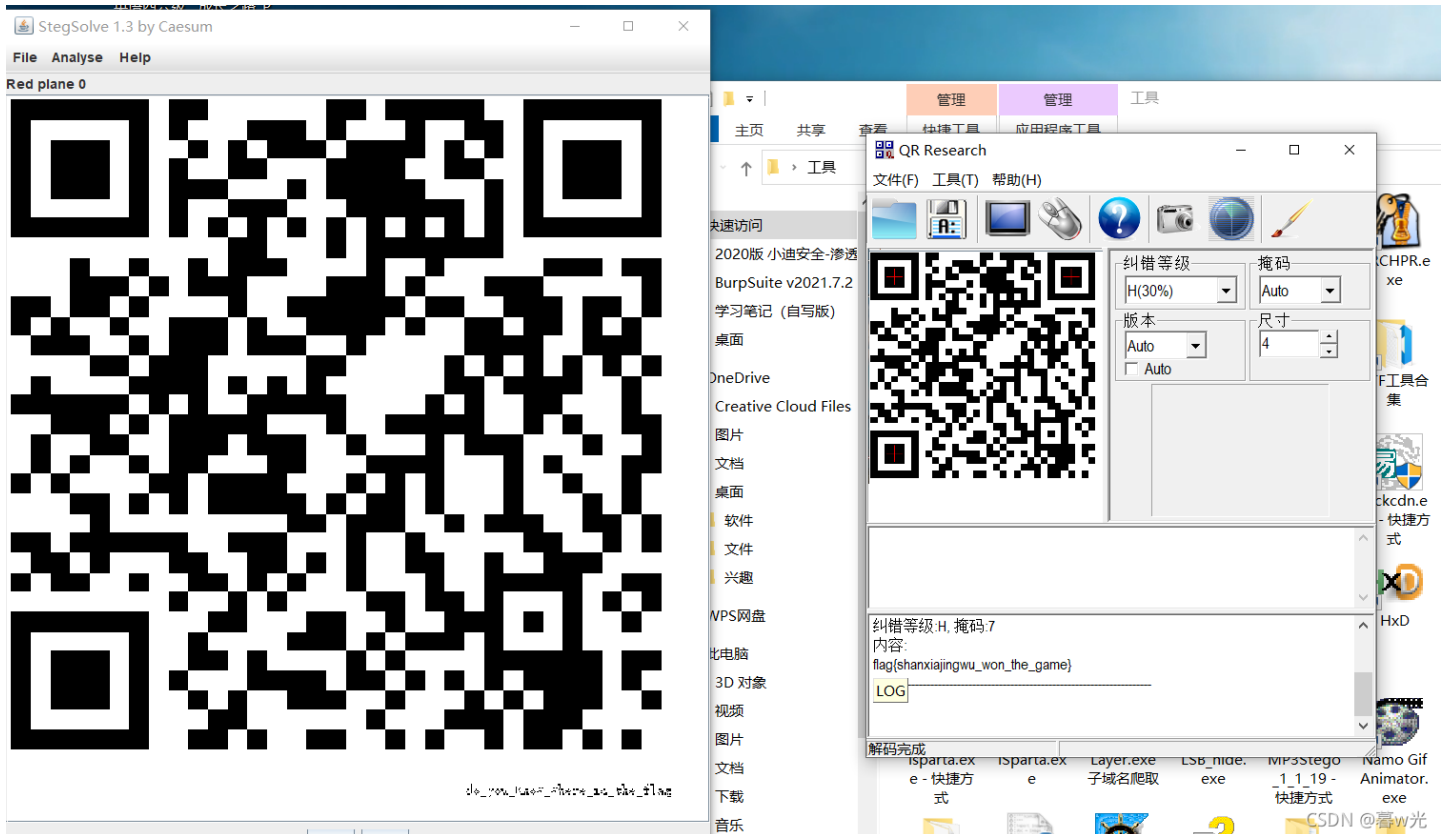 StegSolve 1.3 by Caesum
File Analyse Help
Red plane 0
do_you_know_where_is_the_flag
管理
管理
工具
主页 共享 查看 快捷工具 应用程序工具
工具
快速访问
2020版 小迪安全-渗透
BurpSuite v2021.7.2
学习笔记（自写版）
桌面
OneDrive
Creative Cloud Files
图片
文档
桌面
软件
文件
兴趣
WPS网盘
此电脑
3D 对象
视频
图片
文档
下载
音乐
QR Research
文件(F) 工具(T) 帮助(H)
纠错等级
掩码
H(30%)
Auto
版本
尺寸
Auto
4
Auto
纠错等级:H, 掩码:7
内容:
flag{shanxiajingwu_won_the_game}
LOG
解码完成
RCHPR.e
xe
F工具合
集
ckcdn.e
- 快捷方
式
HxD
e - 快捷方
式
ISparta.ex
e
Layer.exe
子域名爬取
LSB_hide.
exe
MP3Stego
_1_1_19 -
快捷方式
Namo Gif
Animator.
exe
CSDN @暮w光